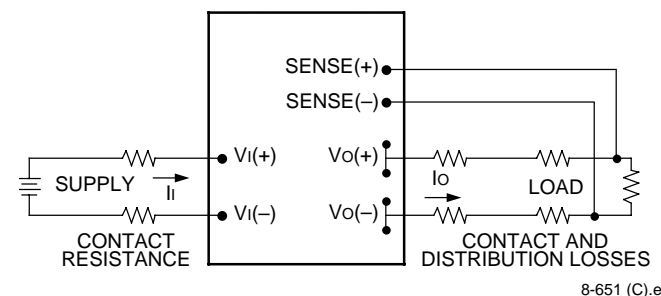 SENSE(+)
SENSE(–)
VI(+)
VO(+)
IO
SUPPLY
II
LOAD
VI(–)
VO(–)
CONTACT
RESISTANCE
CONTACT AND
DISTRIBUTION LOSSES
8-651 (C).e